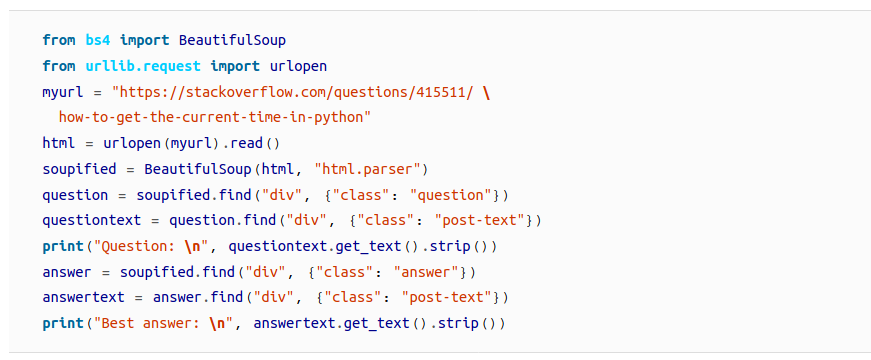 from bs4 import BeautifulSoup
from urllib.request import urlopen
myurl = "https://stackoverflow.com/questions/415511/ \
  how-to-get-the-current-time-in-python"
html = urlopen(myurl).read()
soupified = BeautifulSoup(html, "html.parser")
question = soupified.find("div", {"class": "question"})
questiontext = question.find("div", {"class": "post-text"})
print("Question: \n", questiontext.get_text().strip())
answer = soupified.find("div", {"class": "answer"})
answertext = answer.find("div", {"class": "post-text"})
print("Best answer: \n", answertext.get_text().strip())